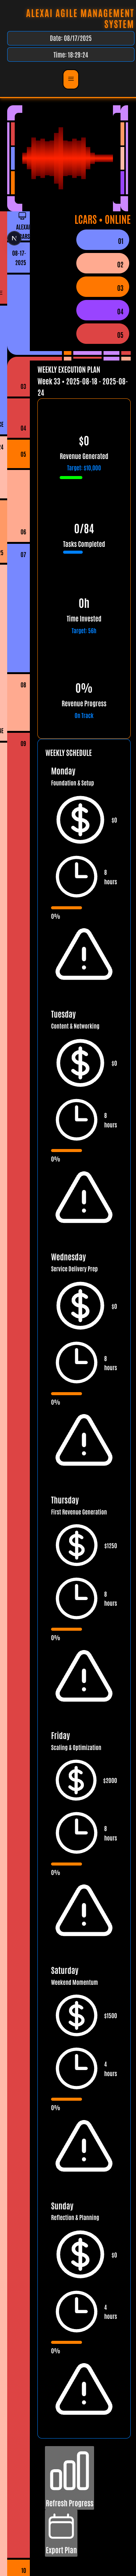 ALEXAI AGILE MANAGEMENT
SYSTEM
Date: 08/17/2025
Time: 18:29:24
LCARS • ONLINE
01
02
03
04
05
N
08-17-
2025
03
04
05
06
07
08
09
10
WEEKLY EXECUTION PLAN
Week 33 • 2025-08-18 - 2025-08-
24
$0
Revenue Generated
Target: $10,000
0/84
Tasks Completed
0h
Time Invested
Target: 56h
0%
Revenue Progress
On Track
WEEKLY SCHEDULE
Monday
Foundation & Setup
$0
8
hours
0%
Tuesday
Content & Networking
$0
8
hours
0%
Wednesday
Service Delivery Prep
$0
8
hours
0%
Thursday
First Revenue Generation
$1250
8
hours
0%
Friday
Scaling & Optimization
$2000
8
hours
0%
Saturday
Weekend Momentum
$1500
4
hours
0%
Sunday
Reflection & Planning
$0
4
hours
0%
Refresh Progress
Export Plan